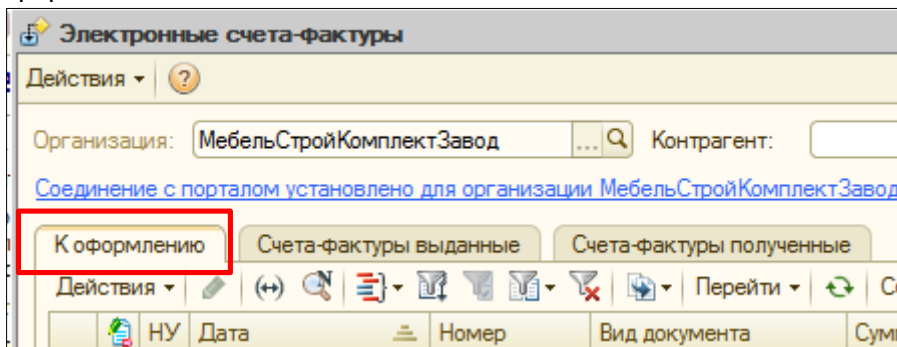 Электронные счета-фактуры
Действия
Организация: МебельСтройКомплектЗавод ... Контрагент:
Соединение с порталом установлено для организации МебельСтройКомплектЗавод
К оформлению Счета-фактуры выданные Счета-фактуры полученные
Действия Перейти
НУ Дата Номер Вид документа